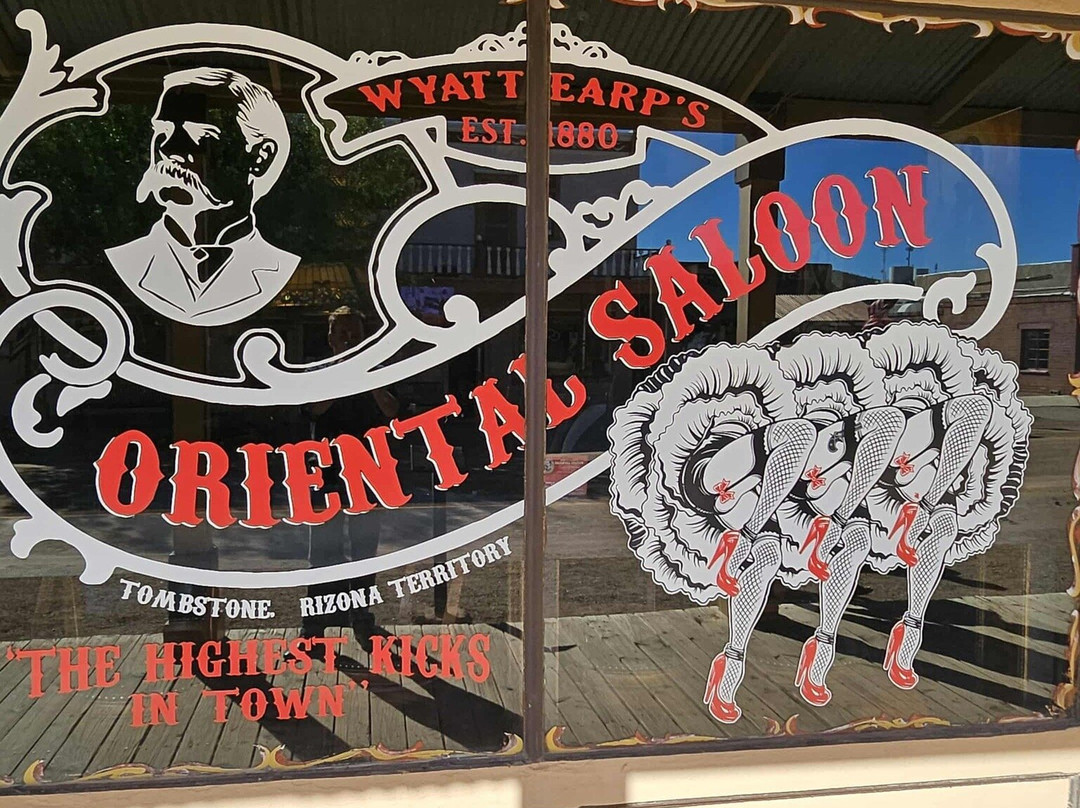 WYATT EARP'S
EST. 1880
ORIENTAL SALOON
TOMBSTONE. RIZONA TERRITORY
"THE HIGHEST KICKS
IN TOWN"